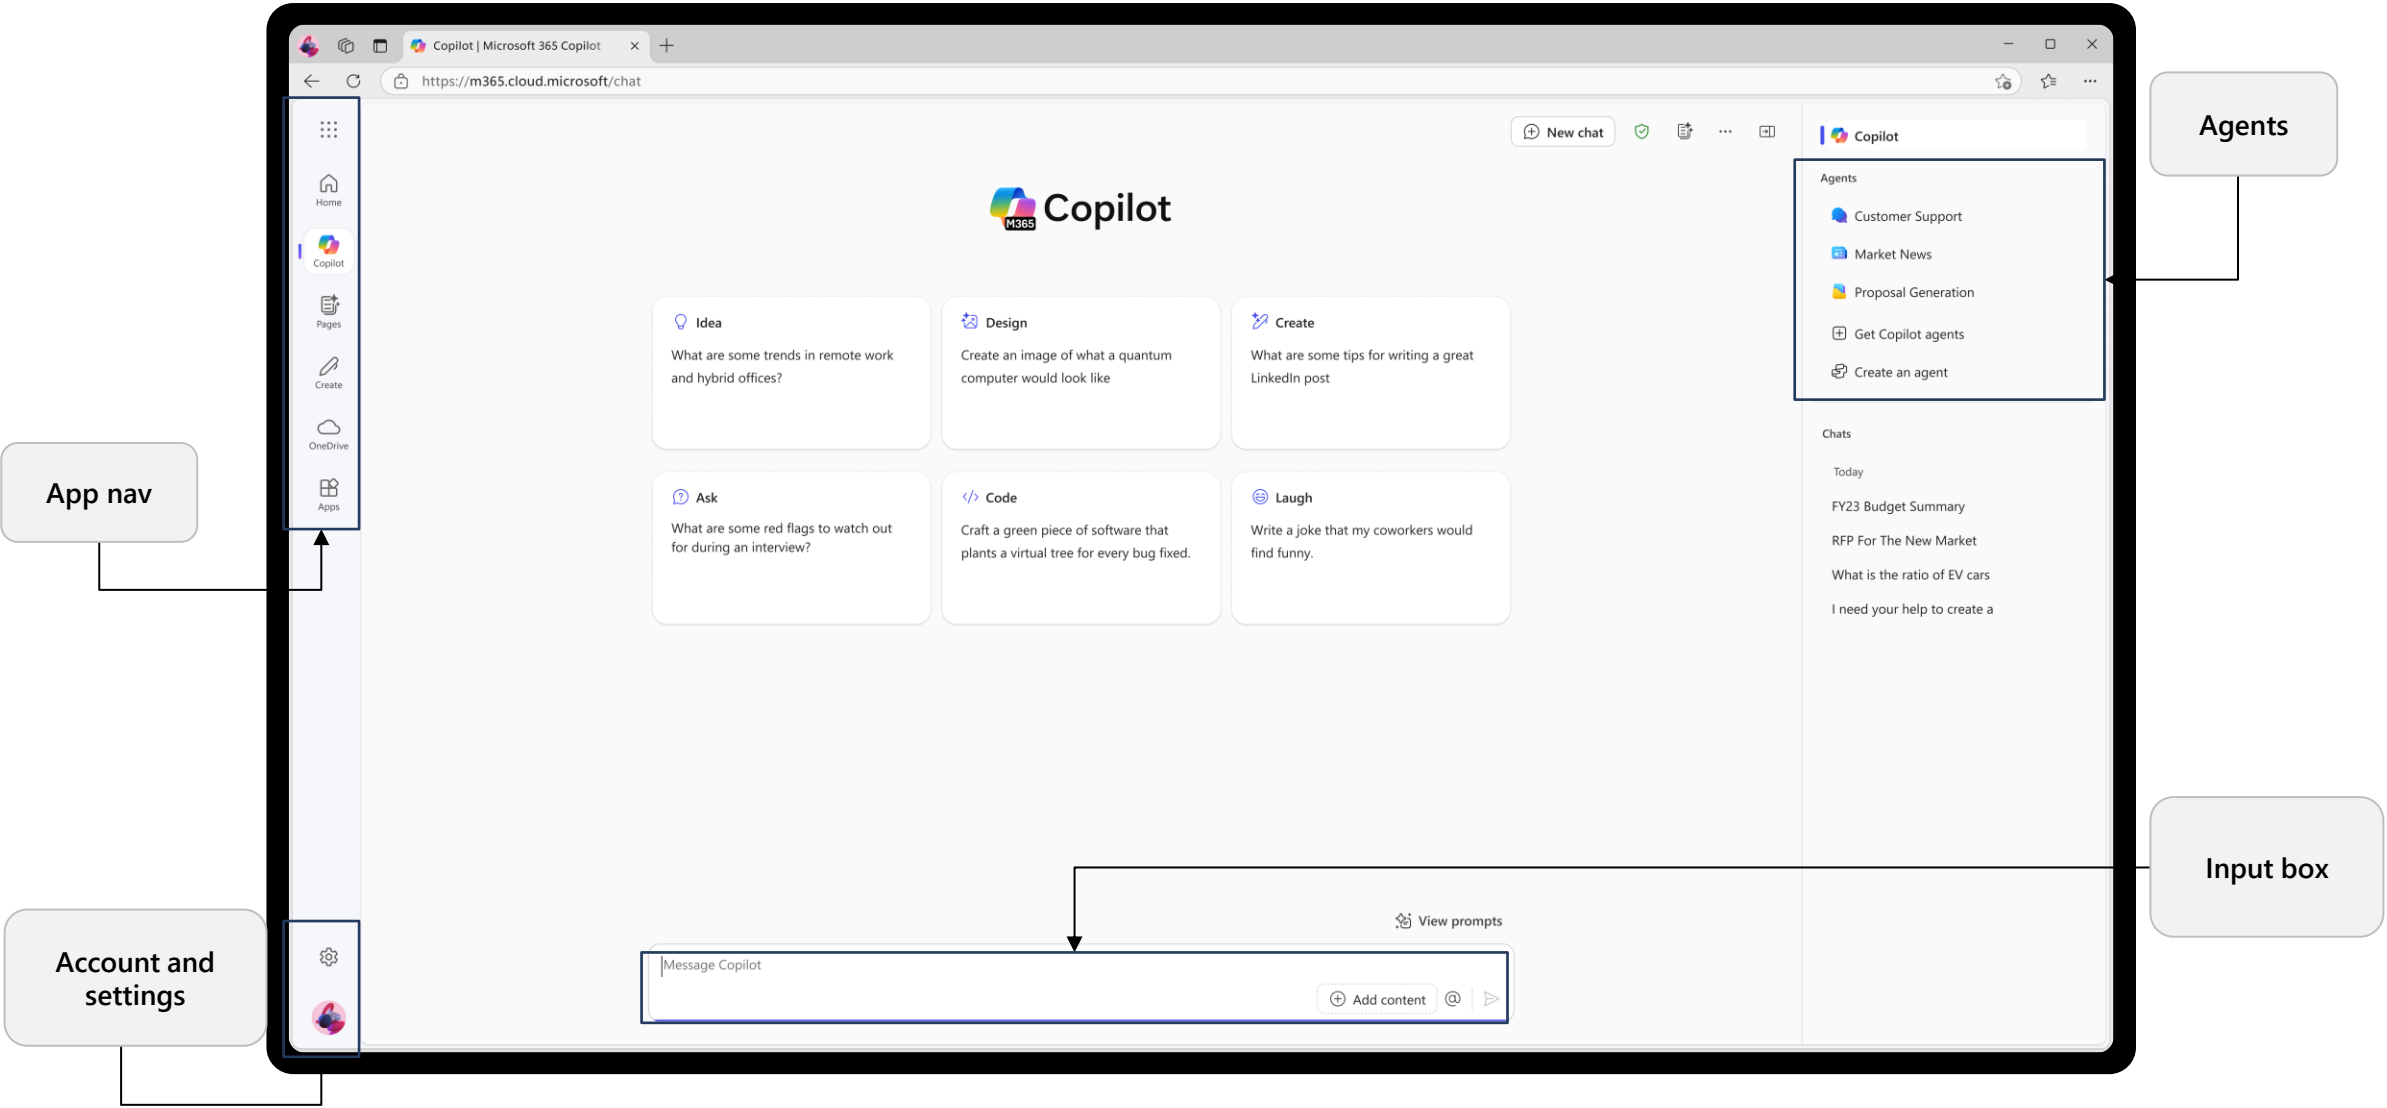 Copilot | Microsoft 365 Copilot
https://m365.cloud.microsoft/chat
Home
Copilot
Pages
Create
OneDrive
Apps
New chat
M365
Copilot
Idea
What are some trends in remote work
and hybrid offices?
Design
Create an image of what a quantum
computer would look like
Create
What are some tips for writing a great
LinkedIn post
Ask
What are some red flags to watch out
for during an interview?
Code
Craft a green piece of software that
plants a virtual tree for every bug fixed.
Laugh
Write a joke that my coworkers would
find funny.
View prompts
Message Copilot
Add content
@
Copilot
Agents
Customer Support
Market News
Proposal Generation
Get Copilot agents
Create an agent
Chats
Today
FY23 Budget Summary
RFP For The New Market
What is the ratio of EV cars
I need your help to create a
App nav
Account and
settings
Agents
Input box